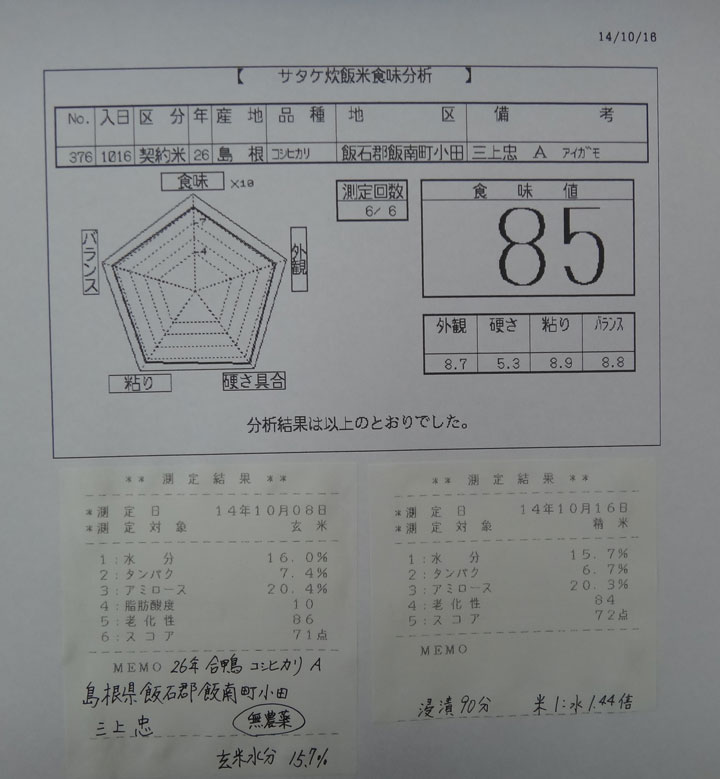 14/10/16
【 サタケ炊飯米食味分析 】
No. 入日 区分 年 産地 品種 地区 備考
376 1016 契約米 26 島根 コシヒカリ 飯石郡飯南町小田 三上忠 A アイガモ
食味 ×10
7
4
バランス
外観
粘り
硬さ具合
測定回数
6/ 6
食味値
85
外観 硬さ 粘り バランス
8.7 5.3 8.9 8.8
分析結果は以上のとおりでした。
** 測定結果 **
*測定日 14年10月08日
*測定対象 玄米
1:水分 16.0%
2:タンパク 7.4%
3:アミロース 20.4%
4:脂肪酸度 10
5:老化性 86
6:スコア 71点
MEMO 26年 合鴨 コシヒカリ A
島根県飯石郡飯南町小田
三上忠 無農薬
玄米水分 15.7%
** 測定結果 **
*測定日 14年10月16日
*測定対象 精米
1:水分 15.7%
2:タンパク 6.7%
3:アミロース 20.3%
4:老化性 84
5:スコア 72点
MEMO
浸漬90分 米1:水1.44倍